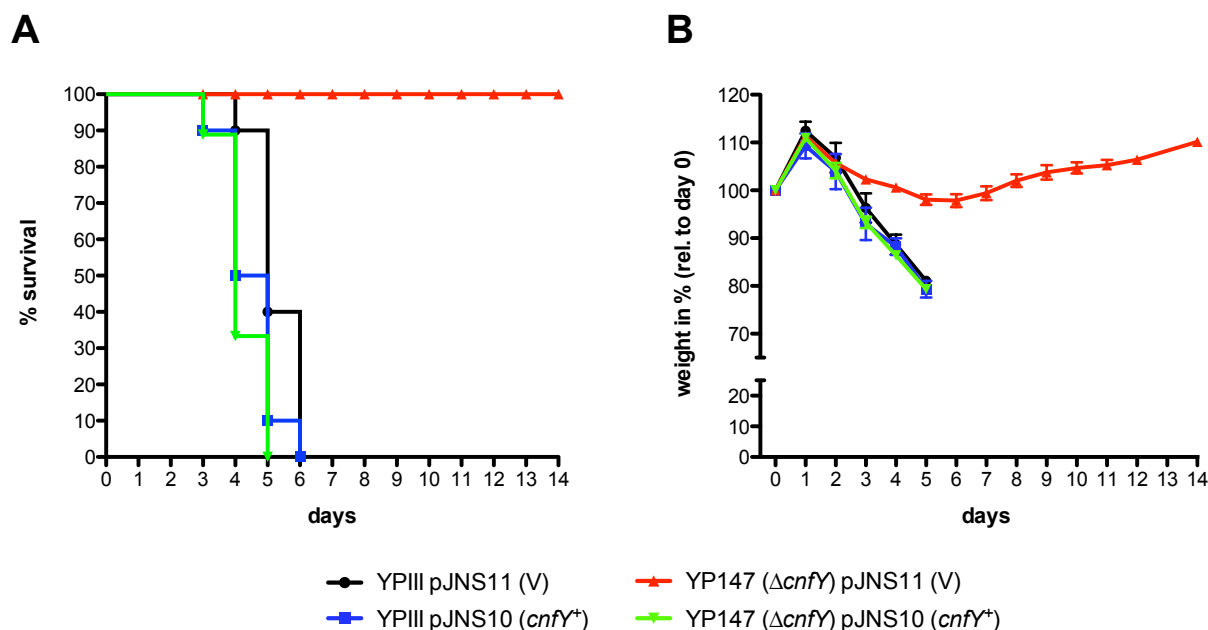 A
% survival
100
90
80
70
60
50
40
30
20
10
0
0 1 2 3 4 5 6 7 8 9 10 11 12 13 14
days
B
weight in % (rel. to day 0)
120
110
100
90
80
70
20
10
0
0 1 2 3 4 5 6 7 8 9 10 11 12 13 14
days
YPIII pJNS11 (V)
YPIII pJNS10 (cnfY⁺)
YP147 (ΔcnfY) pJNS11 (V)
YP147 (ΔcnfY) pJNS10 (cnfY⁺)